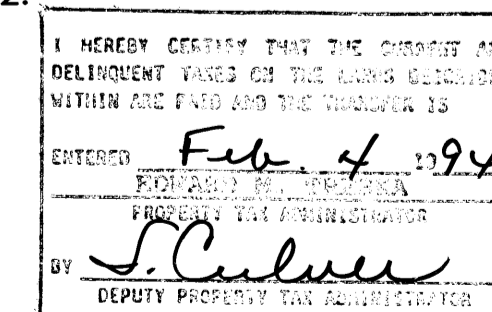 2.
I HEREBY CERTIFY THAT THE CURRENT A
DELINQUENT TAXES ON THE LANDS
WITHIN ARE PAID AND THE TRANSFER IS
ENTERED Feb. 4 1994
EDWARD M.
PROPERTY TAX ADMINISTRATOR
BY S. Culver
DEPUTY PROPERTY TAX ADMINISTRATOR